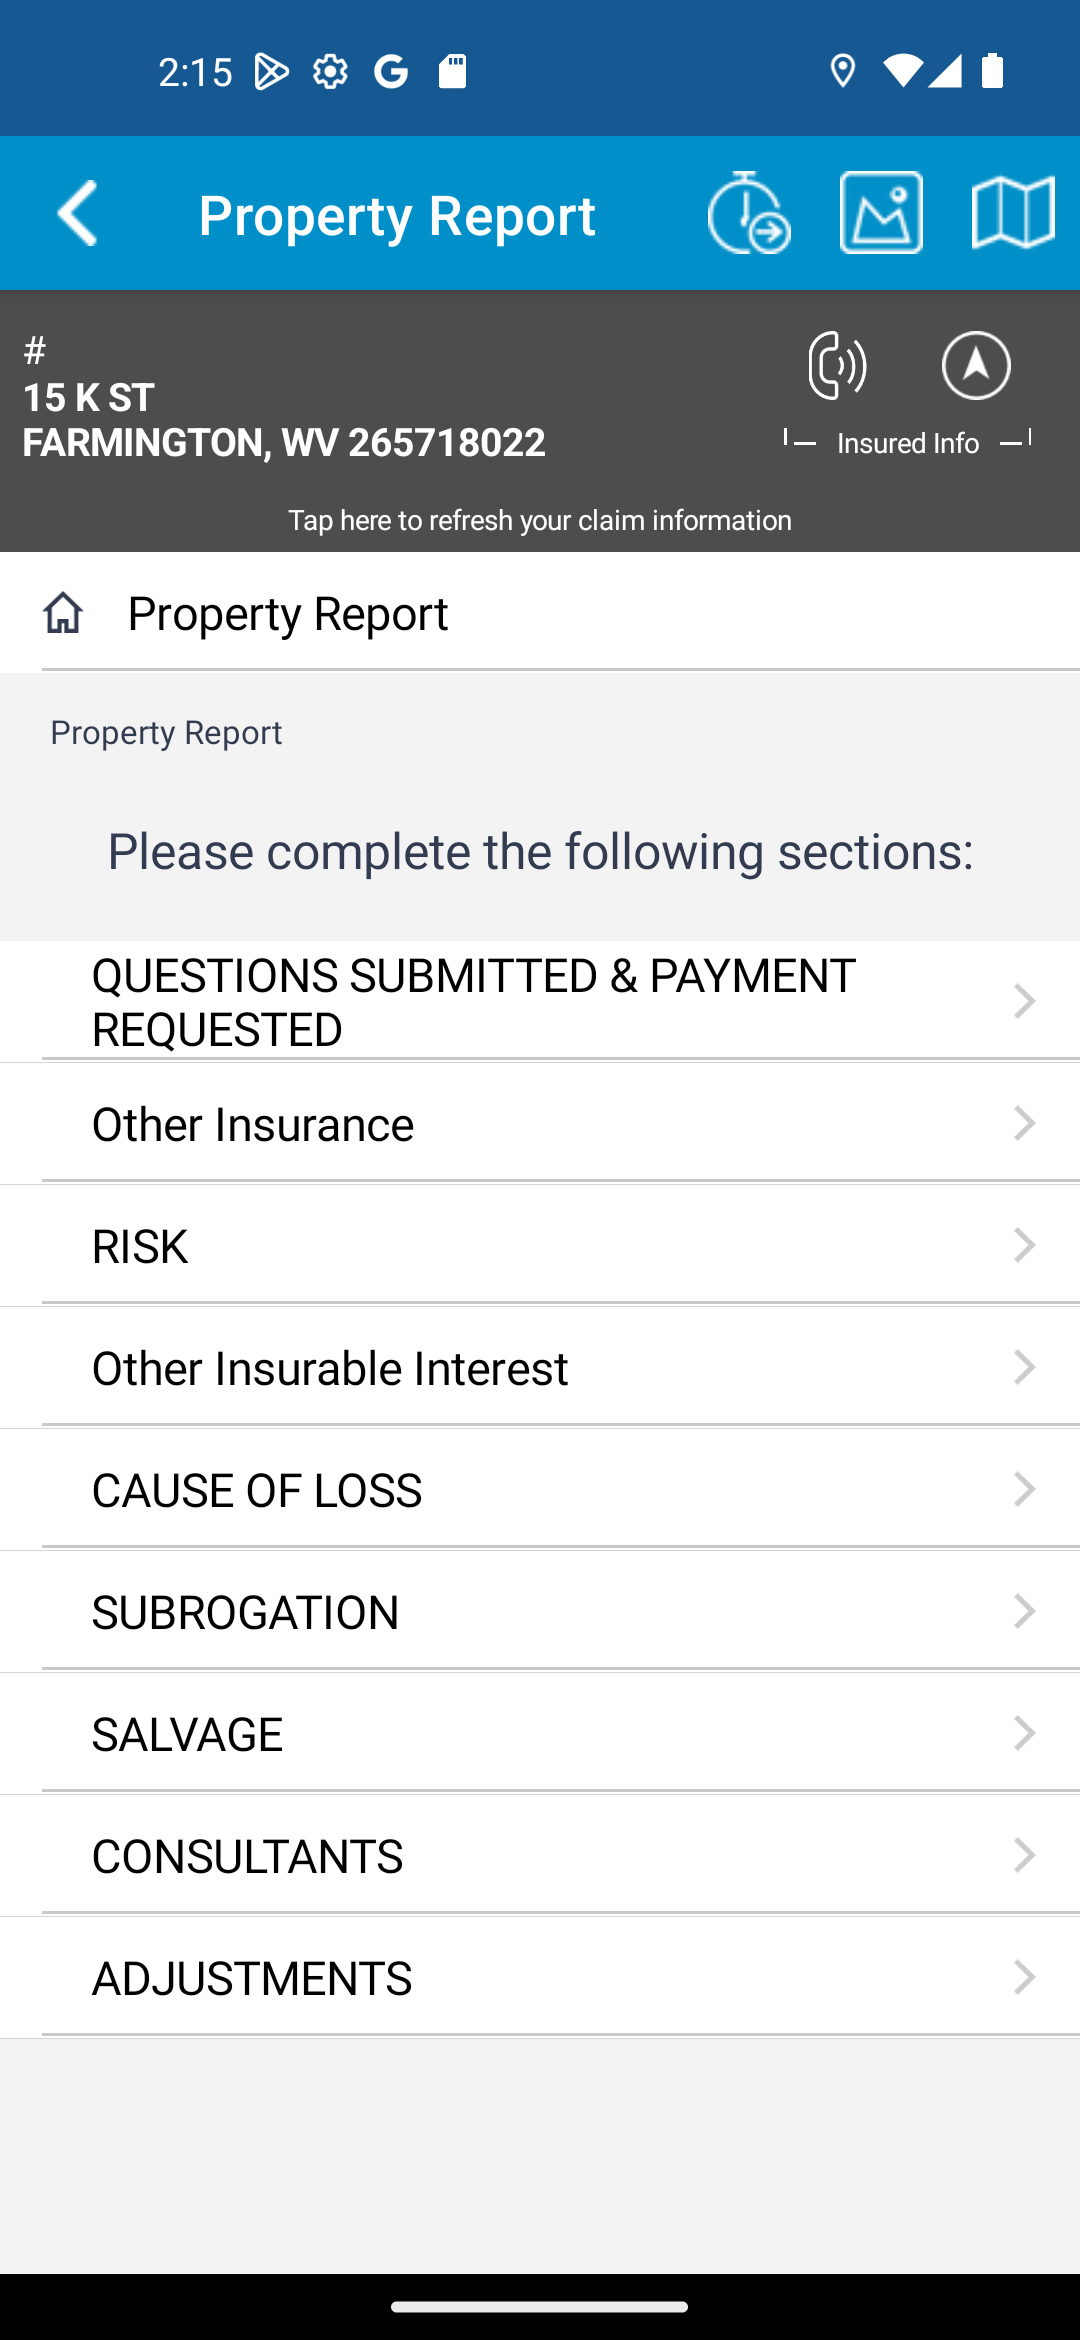 2:15
Property Report
#
15 K ST
FARMINGTON, WV 265718022
Insured Info
Tap here to refresh your claim information
Property Report
Property Report
Please complete the following sections:
QUESTIONS SUBMITTED & PAYMENT
REQUESTED
Other Insurance
RISK
Other Insurable Interest
CAUSE OF LOSS
SUBROGATION
SALVAGE
CONSULTANTS
ADJUSTMENTS